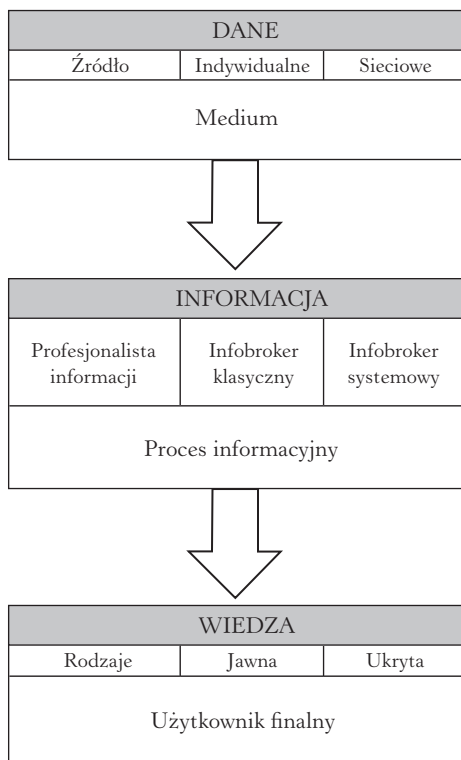 DANE
Źródło Indywidualne Sieciowe
Medium
INFORMACJA
Profesjonalista informacji
Infobroker klasyczny
Infobroker systemowy
Proces informacyjny
WIEDZA
Rodzaje Jawna Ukryta
Użytkownik finalny